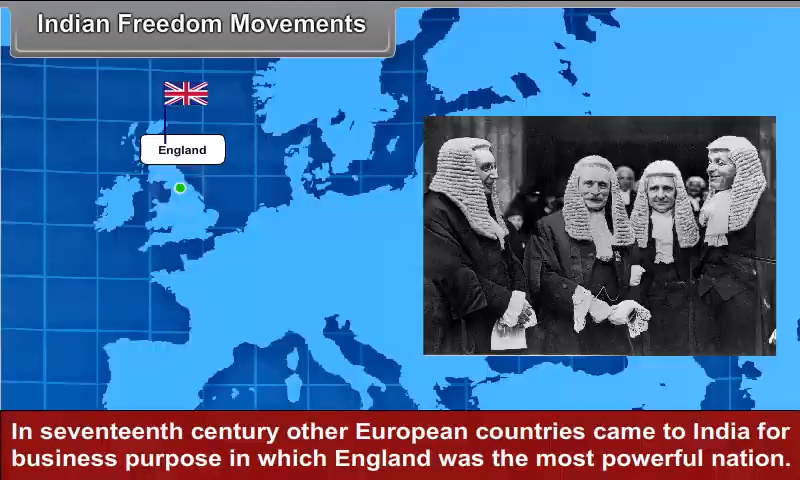 Indian Freedom Movements
England
In seventeenth century other European countries came to India for
business purpose in which England was the most powerful nation.